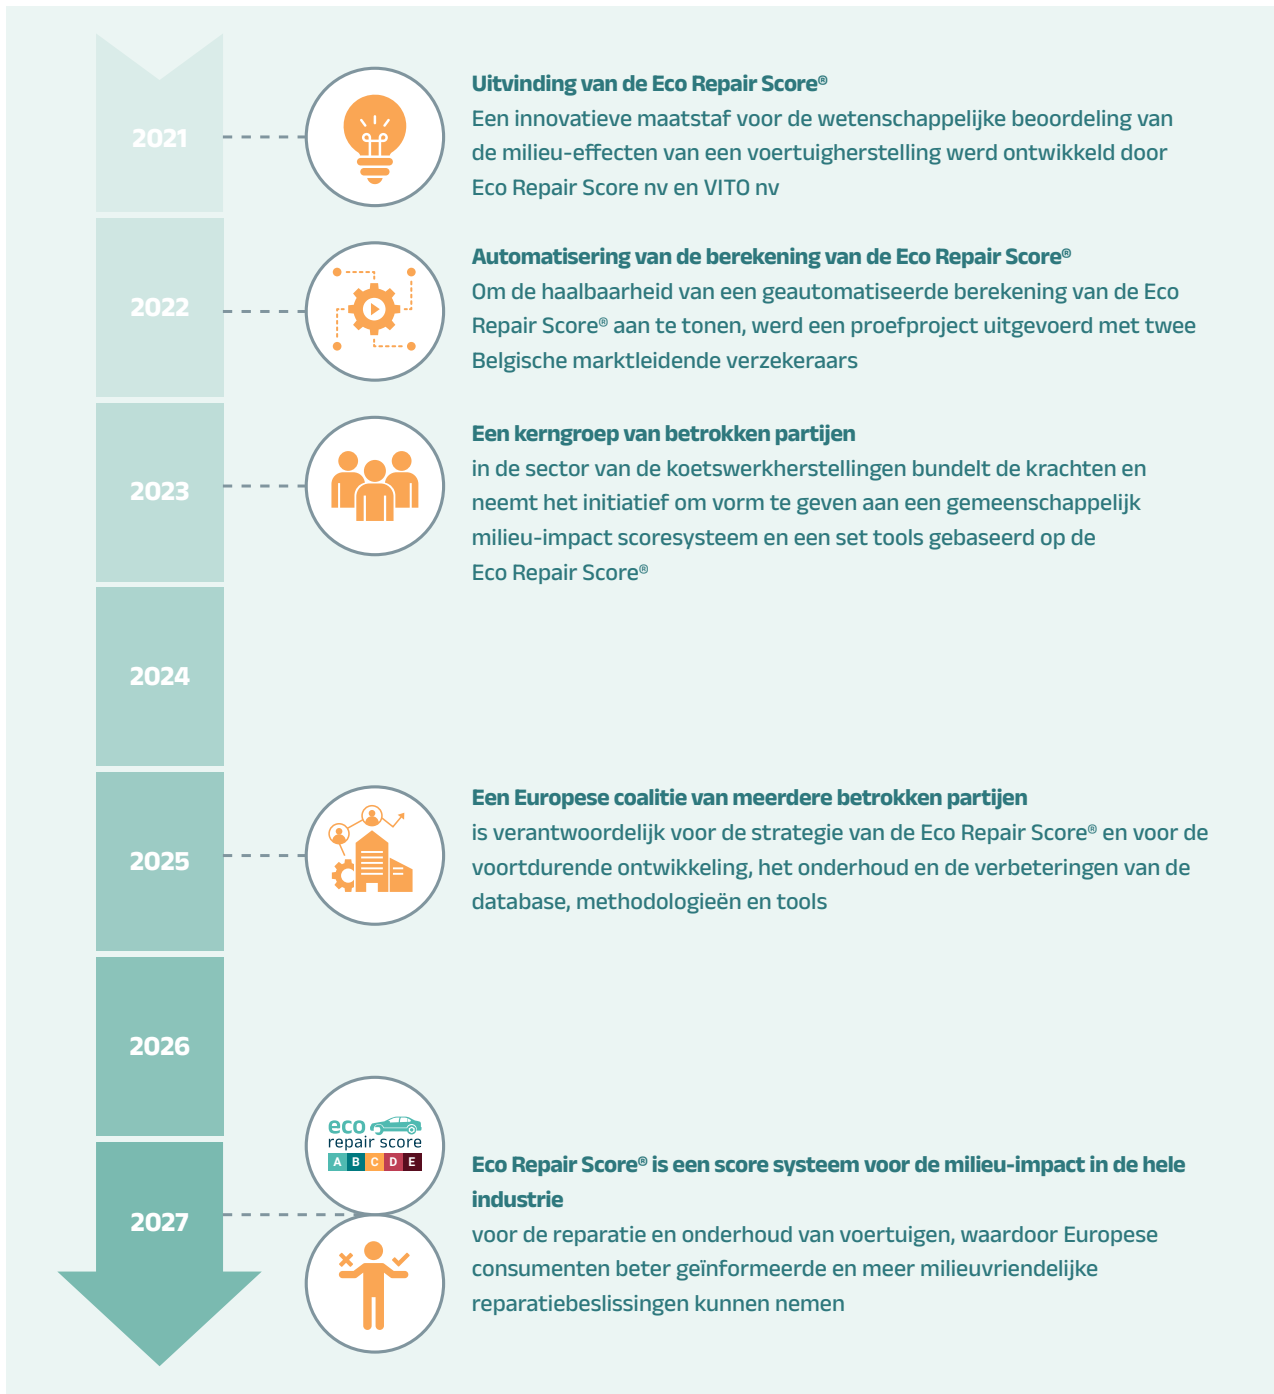 2021
Uitvinding van de Eco Repair Score®
Een innovatieve maatstaf voor de wetenschappelijke beoordeling van
de milieu-effecten van een voertuigherstelling werd ontwikkeld door
Eco Repair Score nv en VITO nv
2022
Automatisering van de berekening van de Eco Repair Score®
Om de haalbaarheid van een geautomatiseerde berekening van de Eco
Repair Score® aan te tonen, werd een proefproject uitgevoerd met twee
Belgische marktleidende verzekeraars
2023
Een kerngroep van betrokken partijen
in de sector van de koetswerkherstellingen bundelt de krachten en
neemt het initiatief om vorm te geven aan een gemeenschappelijk
milieu-impact scoresysteem en een set tools gebaseerd op de
Eco Repair Score®
2024
2025
Een Europese coalitie van meerdere betrokken partijen
is verantwoordelijk voor de strategie van de Eco Repair Score® en voor de
voortdurende ontwikkeling, het onderhoud en de verbeteringen van de
database, methodologieën en tools
2026
2027
eco
repair score
A B C D E
Eco Repair Score® is een score systeem voor de milieu-impact in de hele
industrie
voor de reparatie en onderhoud van voertuigen, waardoor Europese
consumenten beter geïnformeerde en meer milieuvriendelijke
reparatiebeslissingen kunnen nemen